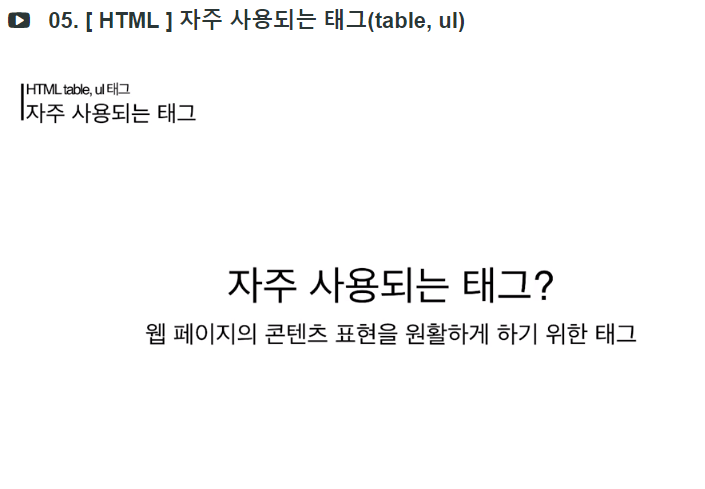 05. [ HTML ] 자주 사용되는 태그(table, ul)
HTML table, ul 태그
자주 사용되는 태그
자주 사용되는 태그?
웹 페이지의 콘텐츠 표현을 원활하게 하기 위한 태그